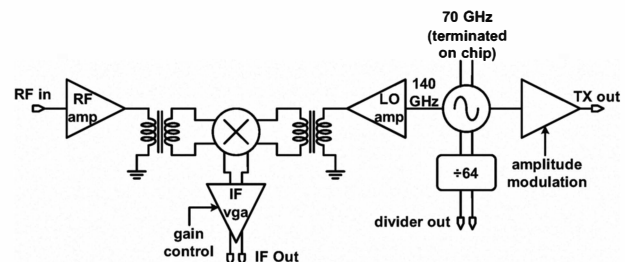 70 GHz
(terminated
on chip)
RF in
RF
amp
140
GHz
LO
amp
TX out
÷64
amplitude
modulation
IF
vga
gain
control
divider out
IF Out